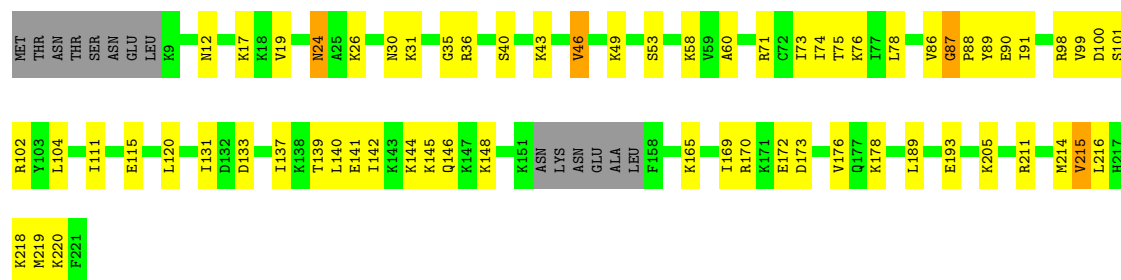 MET THR ASN THR SER ASN GLU LEU K9 N12 K17 K18 V19 N24 A25 K26 N30 K31 G35 R36 S40 K43 V46 K49 S53 K58 V59 A60 R71 C72 I73 I74 T75 K76 I77 L78 V86 G87 P88 Y89 E90 I91 R98 V99 D100 S101
R102 Y103 L104 I111 E115 L120 I131 D132 D133 I137 K138 T139 L140 E141 I142 K143 K144 K145 Q146 K147 K148 K151 ASN LYS ASN GLU ALA LEU F158 K165 I169 R170 K171 E172 D173 V176 Q177 K178 L189 E193 K205 R211 M214 V215 L216 H217
K218 M219 K220 F221